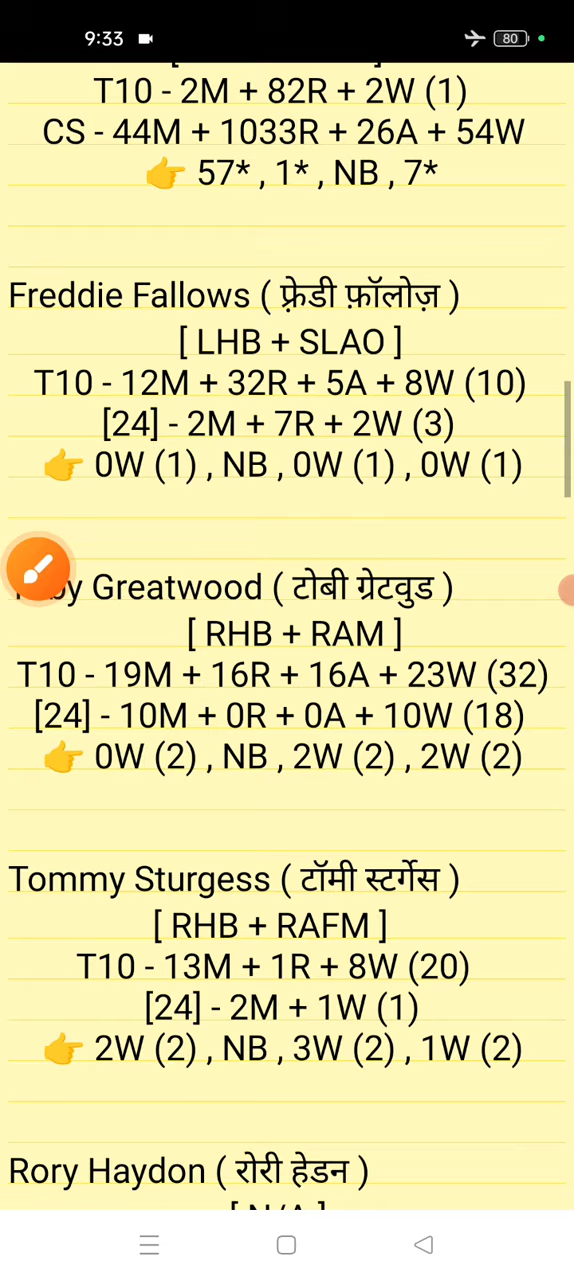 9:33
80
T10 - 2M + 82R + 2W (1)
CS - 44M + 1033R + 26A + 54W
👉 57* , 1* , NB , 7*
Freddie Fallows ( फ़्रेडी फ़ॉलोज़ )
[ LHB + SLAO ]
T10 - 12M + 32R + 5A + 8W (10)
[24] - 2M + 7R + 2W (3)
👉 0W (1) , NB , 0W (1) , 0W (1)
Greatwood ( टोबी ग्रेटवुड )
[ RHB + RAM ]
T10 - 19M + 16R + 16A + 23W (32)
[24] - 10M + 0R + 0A + 10W (18)
👉 0W (2) , NB , 2W (2) , 2W (2)
Tommy Sturgess ( टॉमी स्टर्गेस )
[ RHB + RAFM ]
T10 - 13M + 1R + 8W (20)
[24] - 2M + 1W (1)
👉 2W (2) , NB , 3W (2) , 1W (2)
Rory Haydon ( रोरी हेडन )